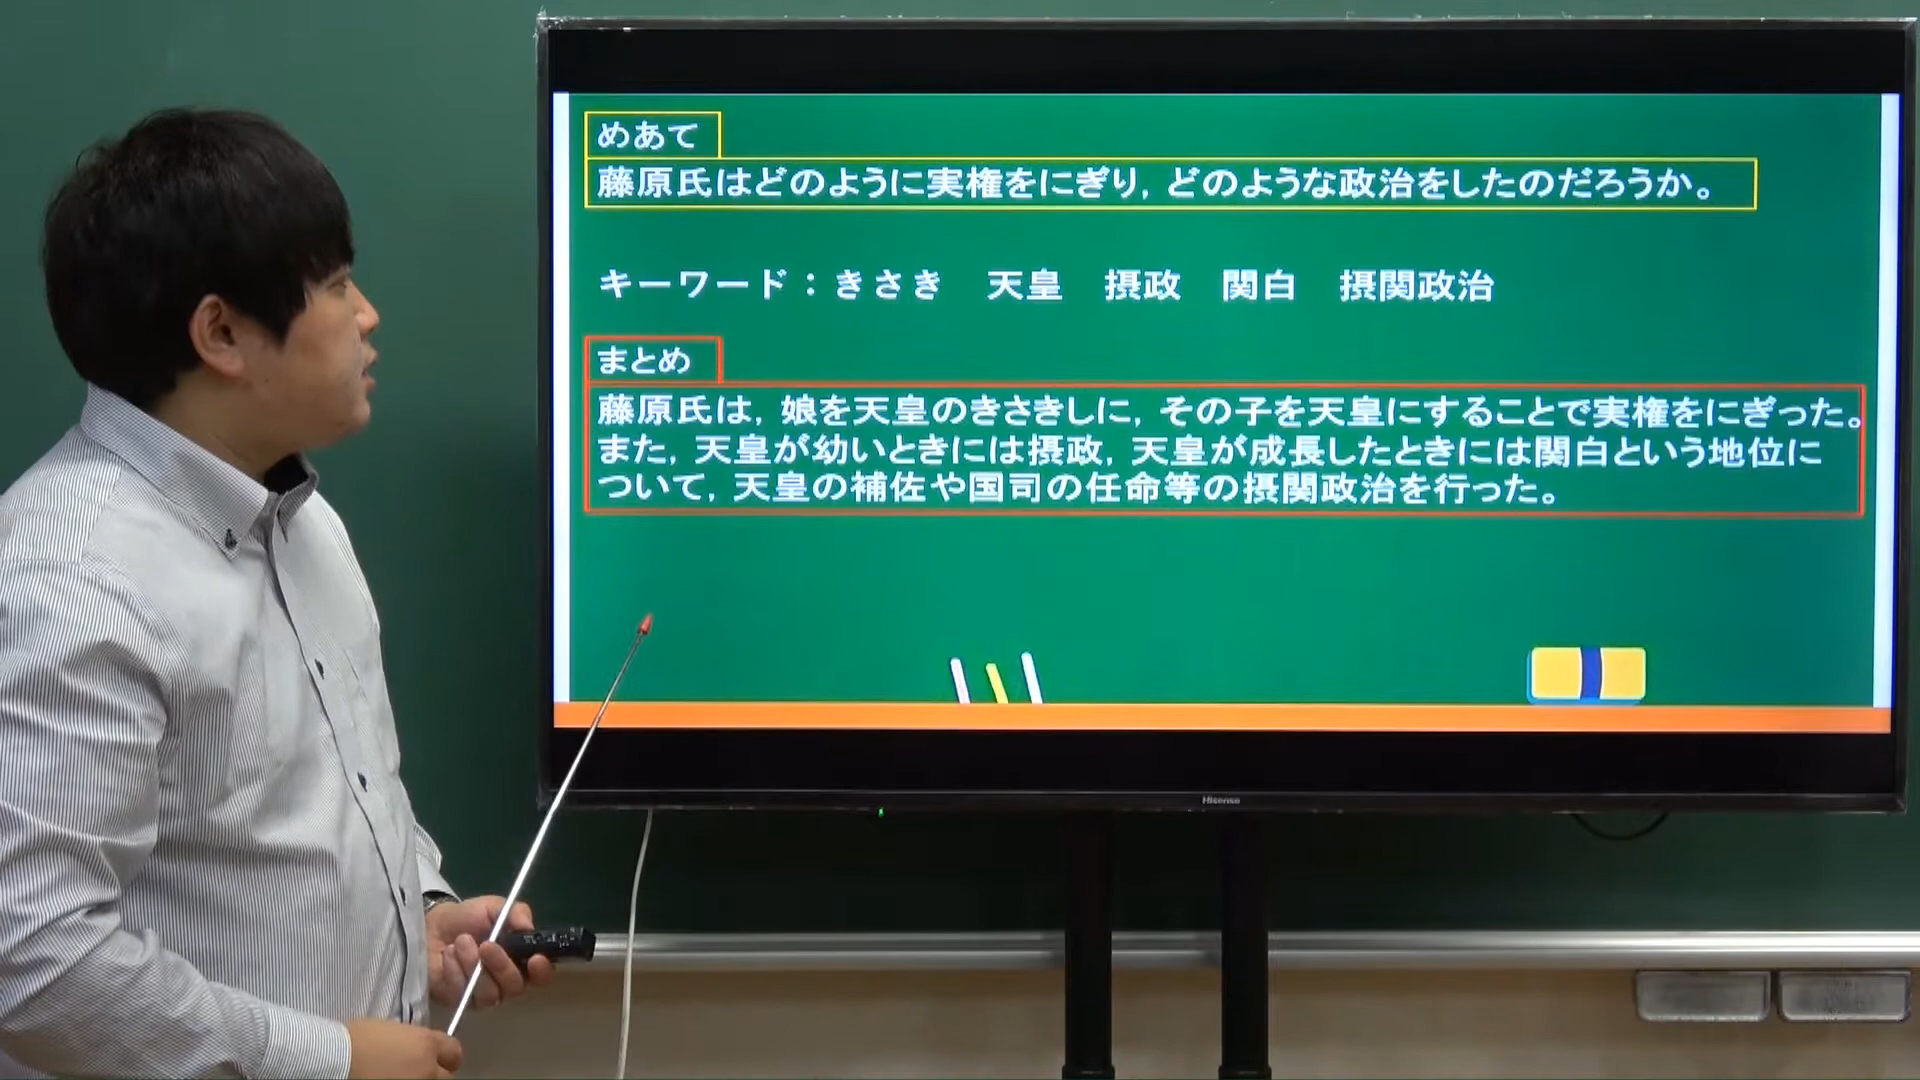 めあて
藤原氏はどのように実権をにぎり，どのような政治をしたのだろうか。
キーワード：きさき　天皇　摂政　関白　摂関政治
まとめ
藤原氏は，娘を天皇のきさきしに，その子を天皇にすることで実権をにぎった。
また，天皇が幼いときには摂政，天皇が成長したときには関白という地位に
ついて，天皇の補佐や国司の任命等の摂関政治を行った。
Hisense